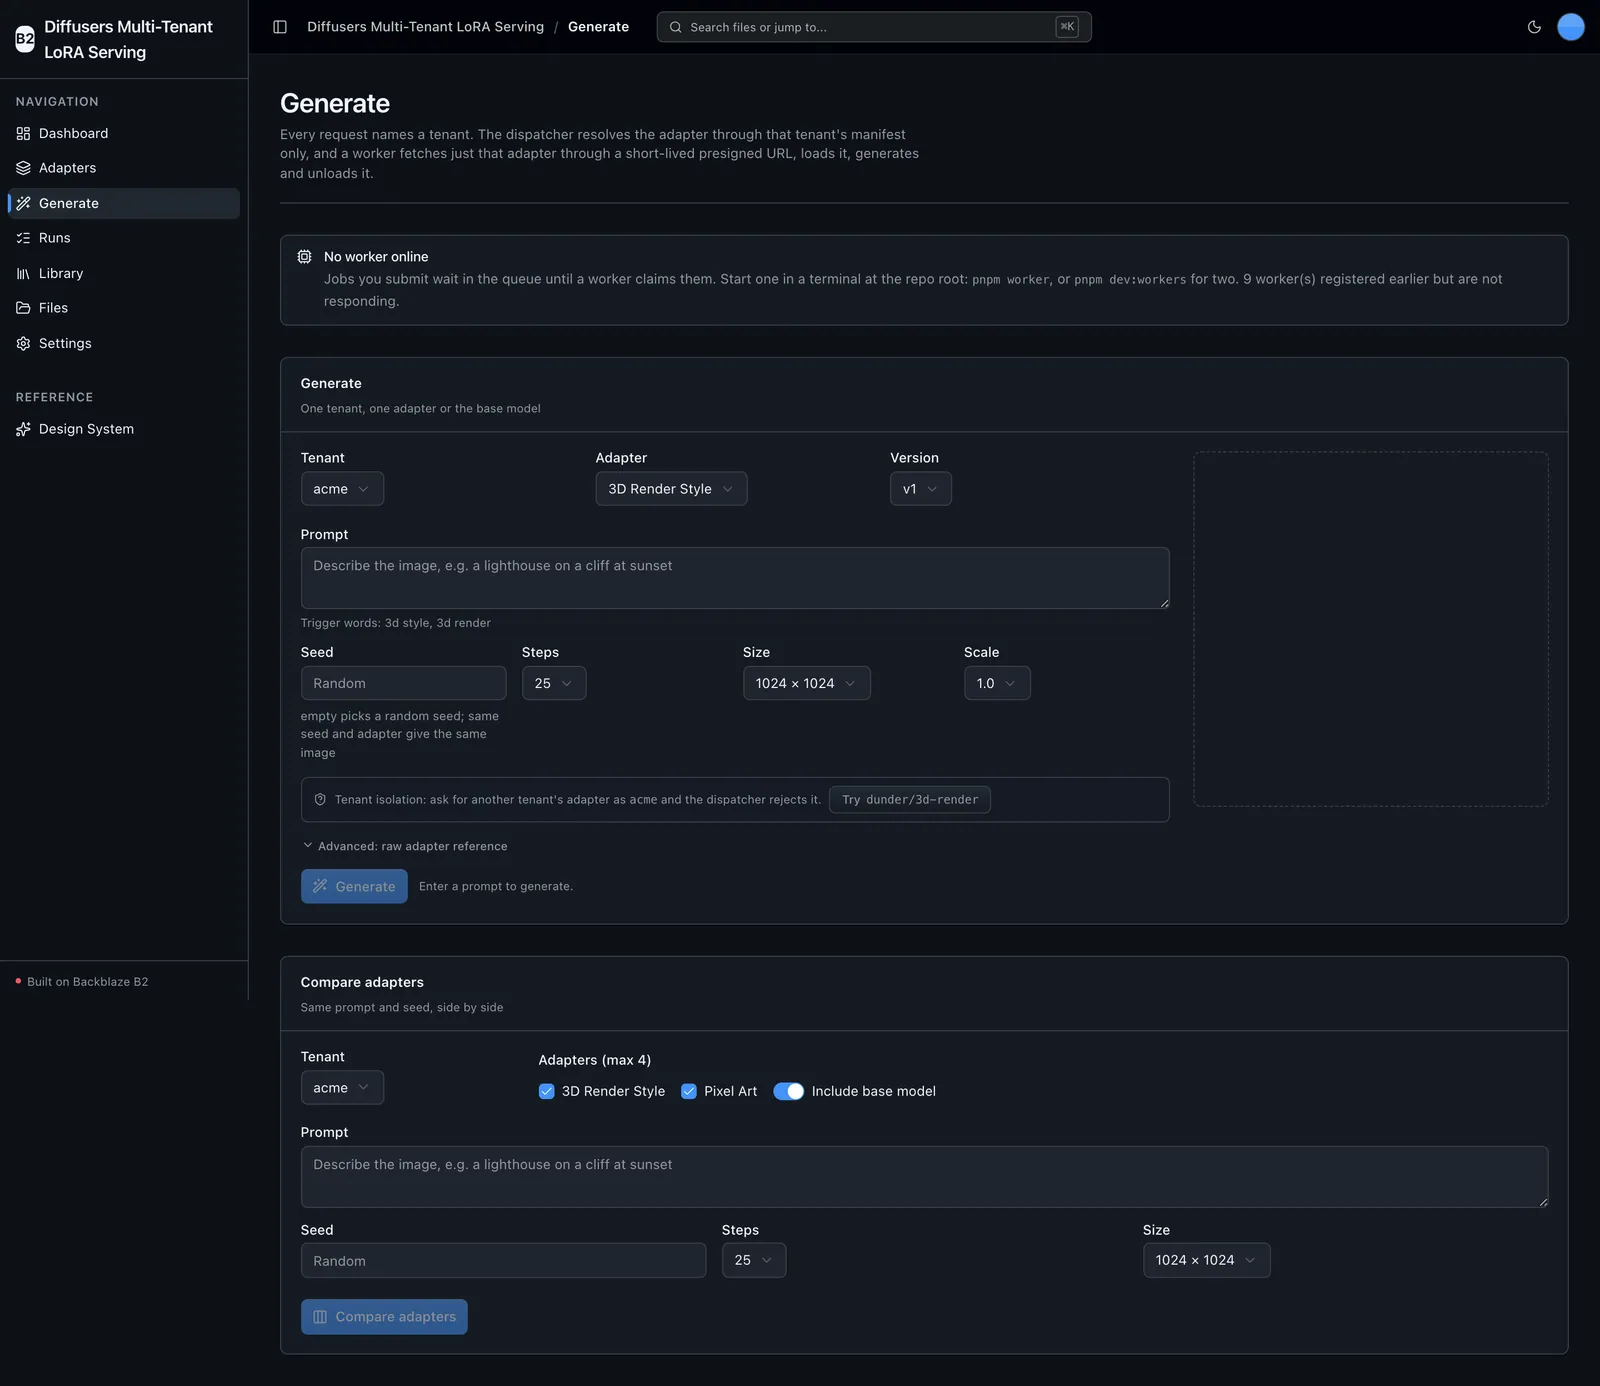 B2
Diffusers Multi-Tenant
LoRA Serving
NAVIGATION
Dashboard
Adapters
Generate
Runs
Library
Files
Settings
REFERENCE
Design System
Built on Backblaze B2
Diffusers Multi-Tenant LoRA Serving / Generate
Search files or jump to...
⌘K
Generate
Every request names a tenant. The dispatcher resolves the adapter through that tenant's manifest
only, and a worker fetches just that adapter through a short-lived presigned URL, loads it, generates
and unloads it.
No worker online
Jobs you submit wait in the queue until a worker claims them. Start one in a terminal at the repo root: pnpm worker, or pnpm dev:workers for two. 9 worker(s) registered earlier but are not
responding.
Generate
One tenant, one adapter or the base model
Tenant Adapter Version
acme 3D Render Style v1
Prompt
Describe the image, e.g. a lighthouse on a cliff at sunset
Trigger words: 3d style, 3d render
Seed Steps Size Scale
Random 25 1024 × 1024 1.0
empty picks a random seed; same
seed and adapter give the same
image
Tenant isolation: ask for another tenant's adapter as acme and the dispatcher rejects it. Try dunder/3d-render
Advanced: raw adapter reference
Generate Enter a prompt to generate.
Compare adapters
Same prompt and seed, side by side
Tenant Adapters (max 4)
acme 3D Render Style Pixel Art Include base model
Prompt
Describe the image, e.g. a lighthouse on a cliff at sunset
Seed Steps Size
Random 25 1024 × 1024
Compare adapters